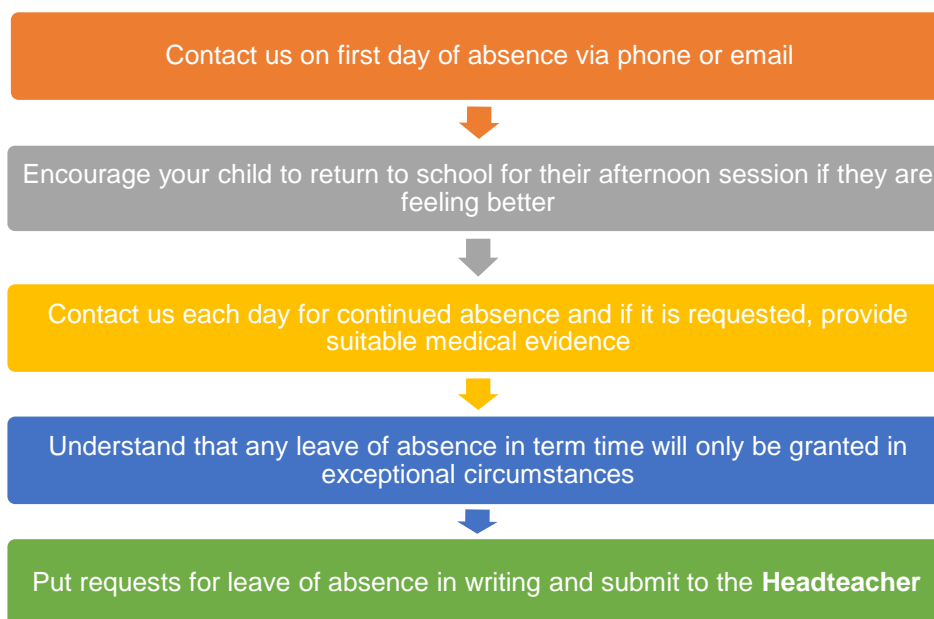 Contact us on first day of absence via phone or email
Encourage your child to return to school for their afternoon session if they are
feeling better
Contact us each day for continued absence and if it is requested, provide
suitable medical evidence
Understand that any leave of absence in term time will only be granted in
exceptional circumstances
Put requests for leave of absence in writing and submit to the Headteacher